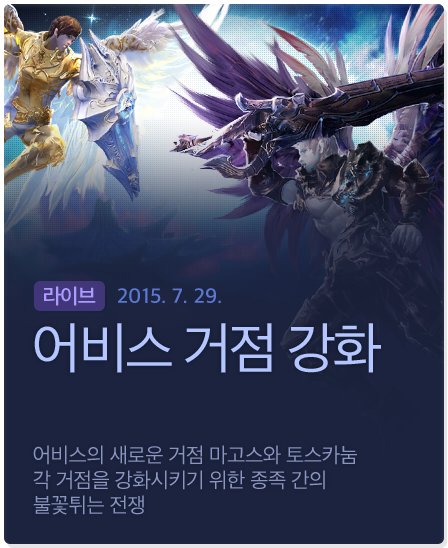 라이브 2015. 7. 29.
어비스 거점 강화
어비스의 새로운 거점 마고스와 토스카눔
각 거점을 강화시키기 위한 종족 간의
불꽃튀는 전쟁